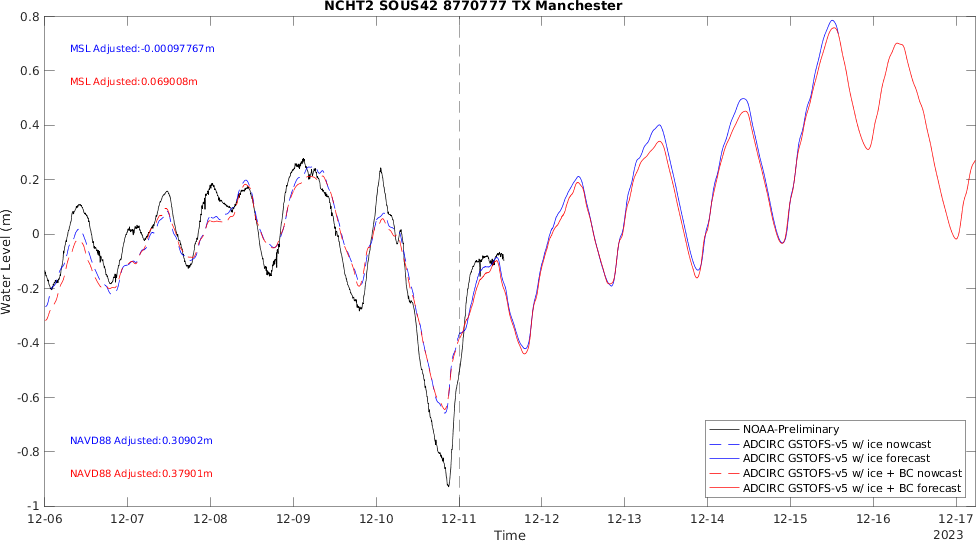 NCHT2 SOUS42 8770777 TX Manchester
MSL Adjusted:-0.00097767m
MSL Adjusted:0.069008m
NAVD88 Adjusted:0.30902m
NAVD88 Adjusted:0.37901m
Water Level (m)
0.8
0.6
0.4
0.2
0
-0.2
-0.4
-0.6
-0.8
-1
NOAA-Preliminary
ADCIRC GSTOFS-v5 w/ ice nowcast
ADCIRC GSTOFS-v5 w/ ice forecast
ADCIRC GSTOFS-v5 w/ ice + BC nowcast
ADCIRC GSTOFS-v5 w/ ice + BC forecast
12-06 12-07 12-08 12-09 12-10 12-11 12-12 12-13 12-14 12-15 12-16 12-17
Time
2023